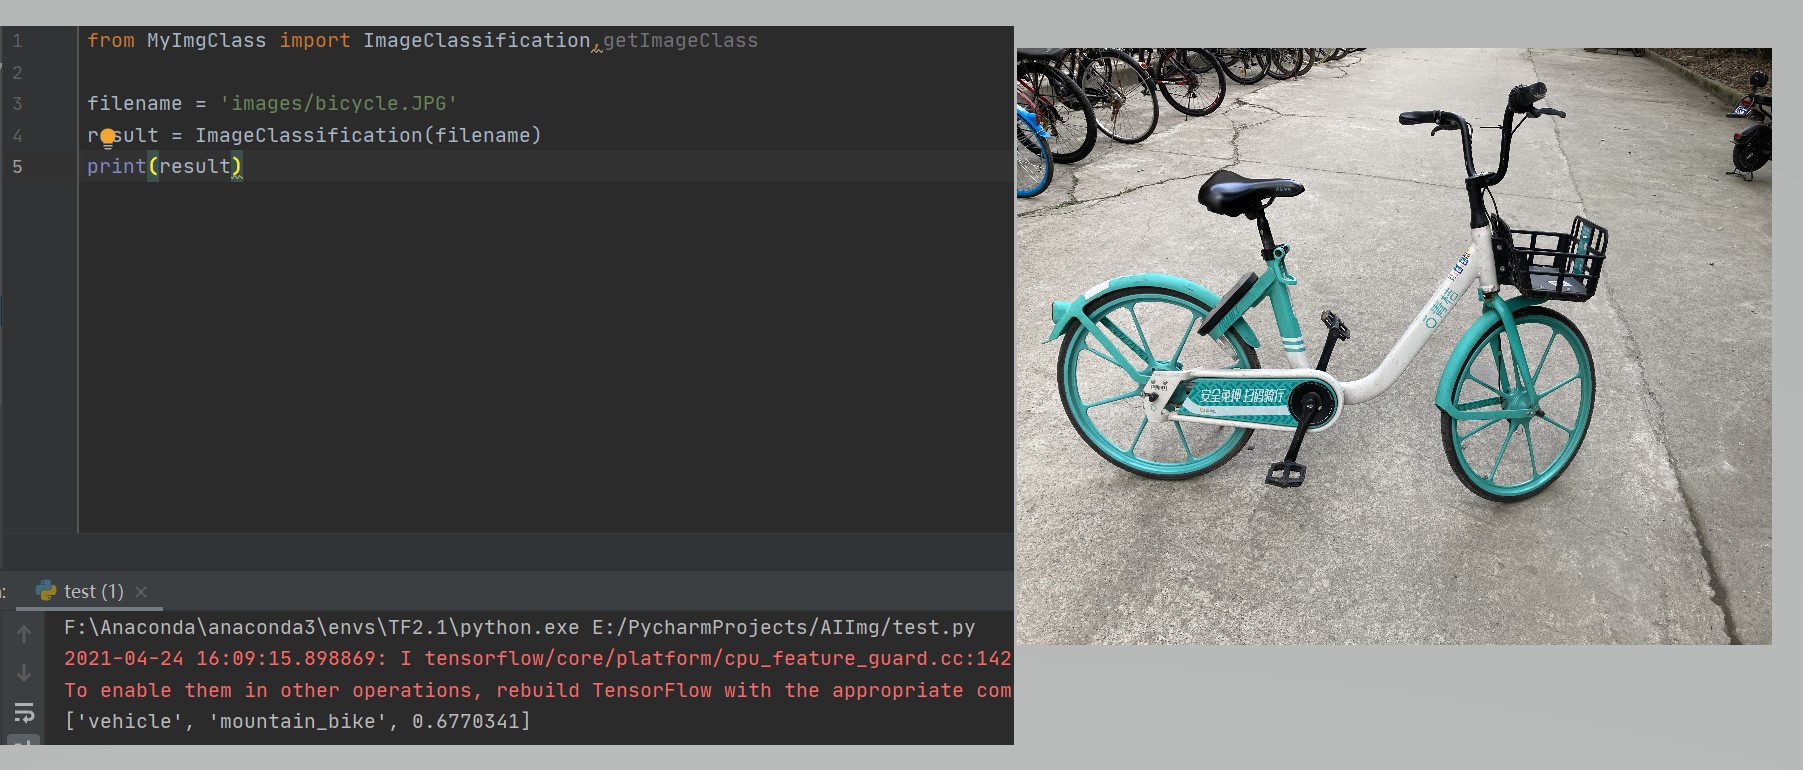 1 from MyImgClass import ImageClassification,getImageClass
2
3 filename = 'images/bicycle.JPG'
4 result = ImageClassification(filename)
5 print(result)
test (1)
F:\Anaconda\anaconda3\envs\TF2.1\python.exe E:/PycharmProjects/AIImg/test.py
2021-04-24 16:09:15.898869: I tensorflow/core/platform/cpu_feature_guard.cc:142
To enable them in other operations, rebuild TensorFlow with the appropriate com
['vehicle', 'mountain_bike', 0.6770341]
青桔
安全免押 扫码骑行